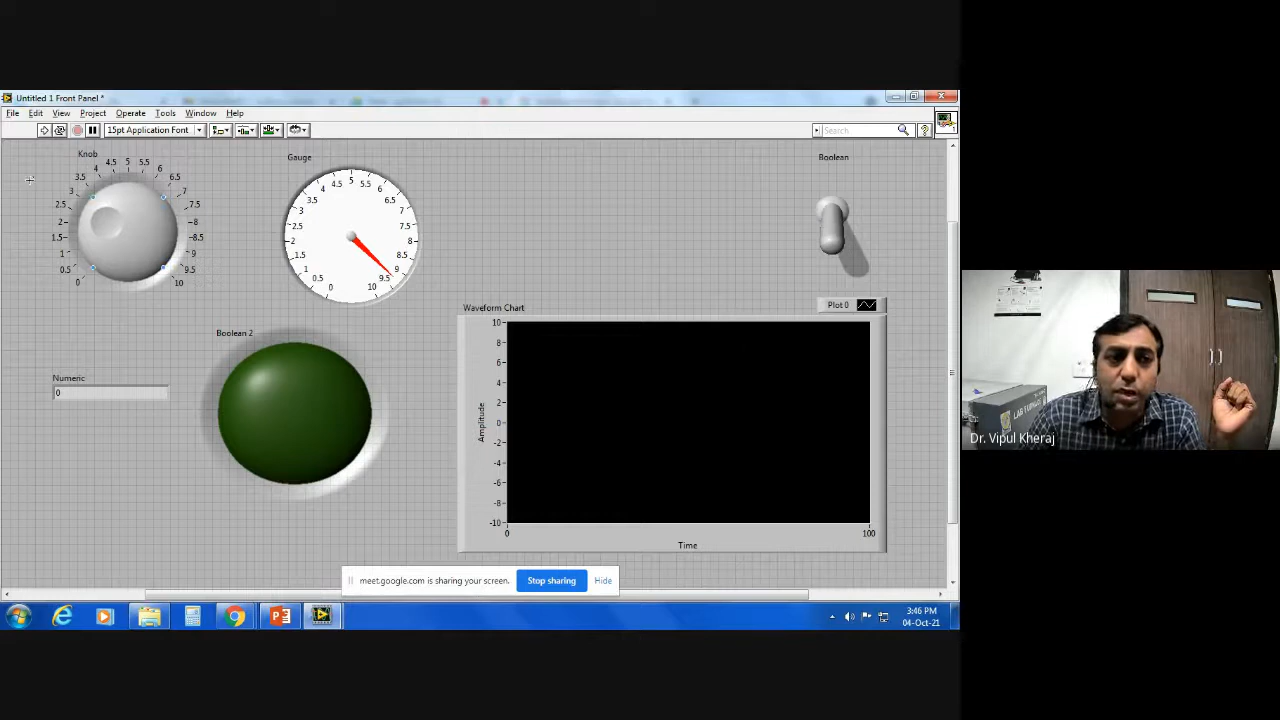 Untitled 1 Front Panel *
File Edit View Project Operate Tools Window Help
15pt Application Font
Search
?
1
Knob
0 0.5 1 1.5 2 2.5 3 3.5 4 4.5 5 5.5 6 6.5 7 7.5 8 8.5 9 9.5 10
Gauge
0 0.5 1 1.5 2 2.5 3 3.5 4 4.5 5 5.5 6 6.5 7 7.5 8 8.5 9 9.5 10
Boolean
Plot 0
Waveform Chart
10
8
6
4
2
0
-2
-4
-6
-8
-10
Amplitude
0 100
Time
Boolean 2
Numeric
0
meet.google.com is sharing your screen. Stop sharing Hide
3:46 PM
04-Oct-21
Dr. Vipul Kheraj